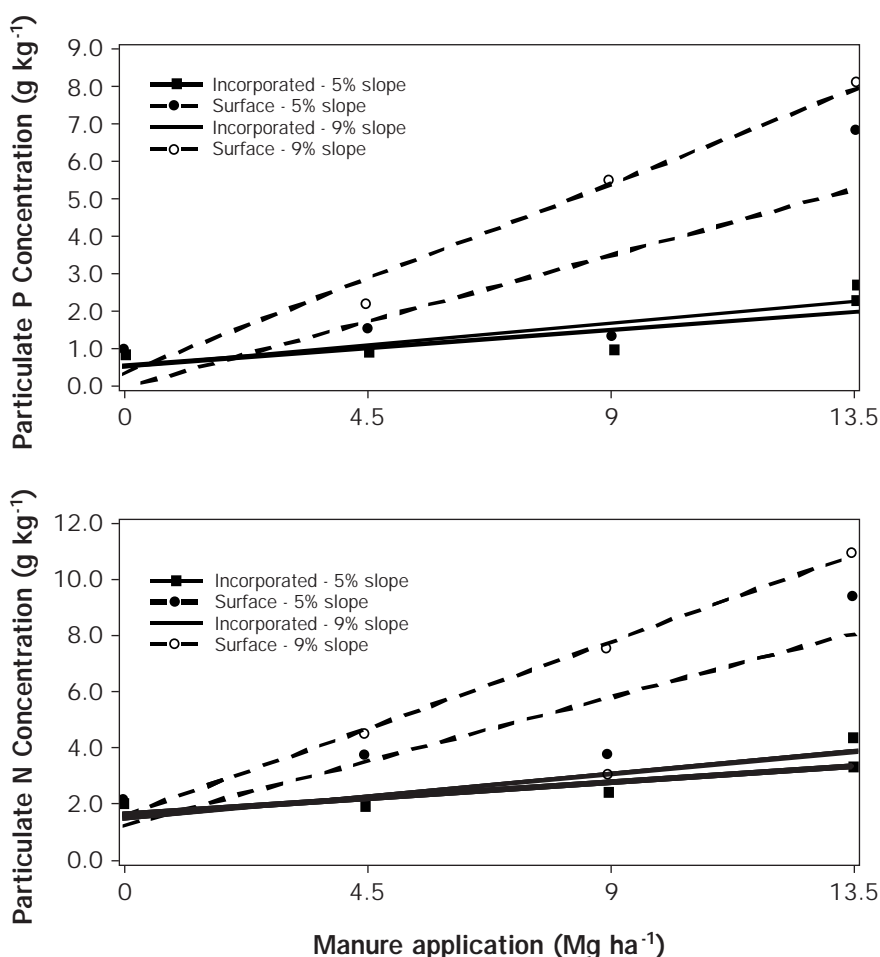 Particulate P Concentration (g kg⁻¹)
9.0
8.0
7.0
6.0
5.0
4.0
3.0
2.0
1.0
0.0
Incorporated - 5% slope
Surface - 5% slope
Incorporated - 9% slope
Surface - 9% slope
0 4.5 9 13.5
Particulate N Concentration (g kg⁻¹)
12.0
10.0
8.0
6.0
4.0
2.0
0.0
Incorporated - 5% slope
Surface - 5% slope
Incorporated - 9% slope
Surface - 9% slope
0 4.5 9 13.5
Manure application (Mg ha⁻¹)